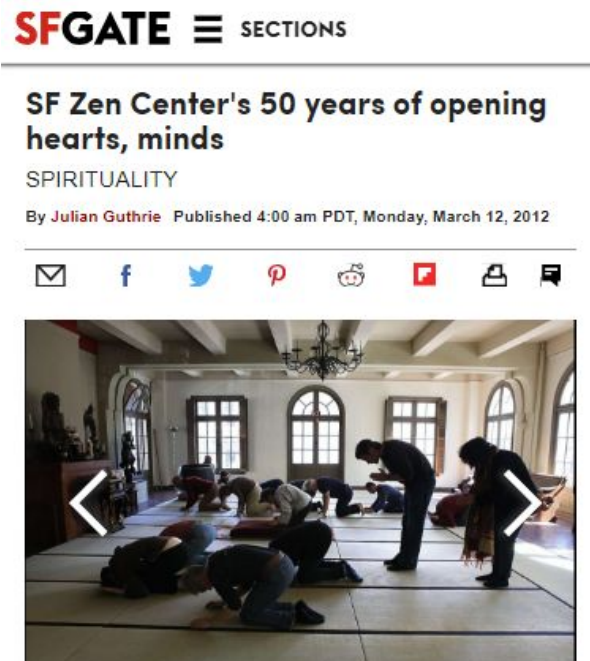 SFGATE SECTIONS
SF Zen Center's 50 years of opening
hearts, minds
SPIRITUALITY
By Julian Guthrie Published 4:00 am PDT, Monday, March 12, 2012